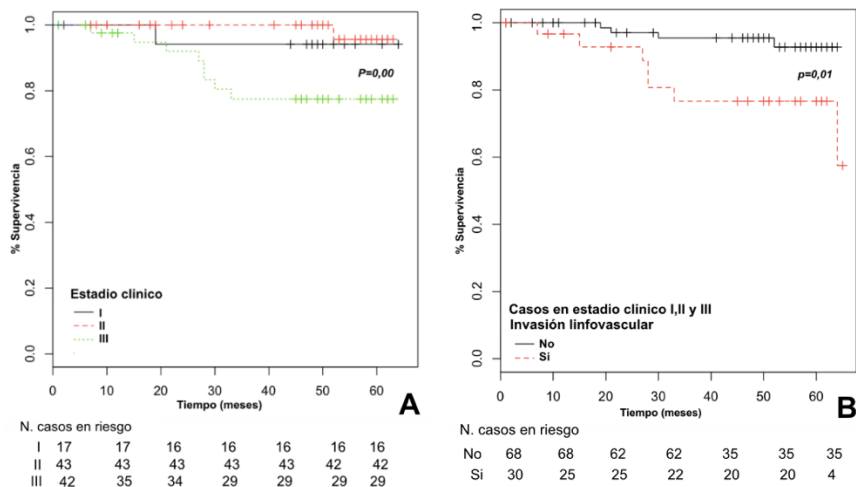 1.0
0.8
0.6
0.4
0.2
0.0
% Supervivencia
P=0,00
Estadio clinico
I
II
III
0 10 20 30 40 50 60
Tiempo (meses)
A
N. casos en riesgo
I 17 17 16 16 16 16 16
II 43 43 43 43 43 42 42
III 42 35 34 29 29 29 29
1.0
0.8
0.6
0.4
0.2
0.0
% Supervivencia
p=0,01
Casos en estadio clinico I,II y III
Invasión linfovascular
No
Si
0 10 20 30 40 50 60
Tiempo (meses)
B
N. casos en riesgo
No 68 68 62 62 35 35 35
Si 30 25 25 22 20 20 4